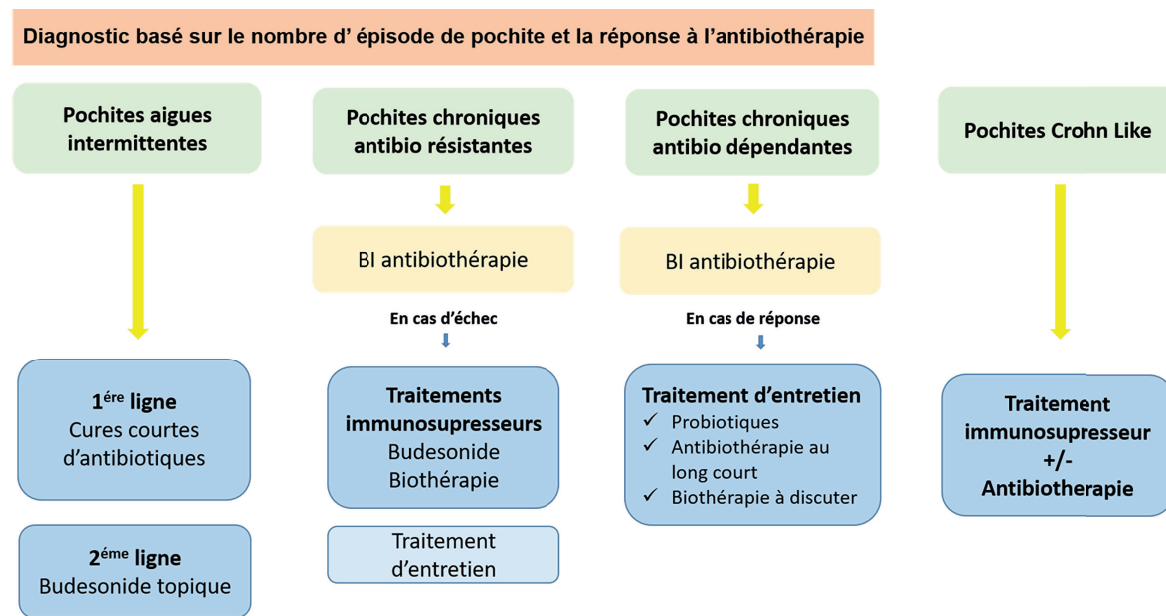 Diagnostic basé sur le nombre d' épisode de pochite et la réponse à l'antibiothérapie
Pochites aigues
intermittentes
1ére ligne
Cures courtes
d'antibiotiques
2éme ligne
Budesonide topique
Pochites chroniques
antibio résistantes
BI antibiothérapie
En cas d'échec
Traitements
immunosupresseurs
Budesonide
Biothérapie
Traitement
d'entretien
Pochites chroniques
antibio dépendantes
BI antibiothérapie
En cas de réponse
Traitement d'entretien
✓ Probiotiques
✓ Antibiothérapie au
long court
✓ Biothérapie à discuter
Pochites Crohn Like
Traitement
immunosupresseur
+/-
Antibiotherapie